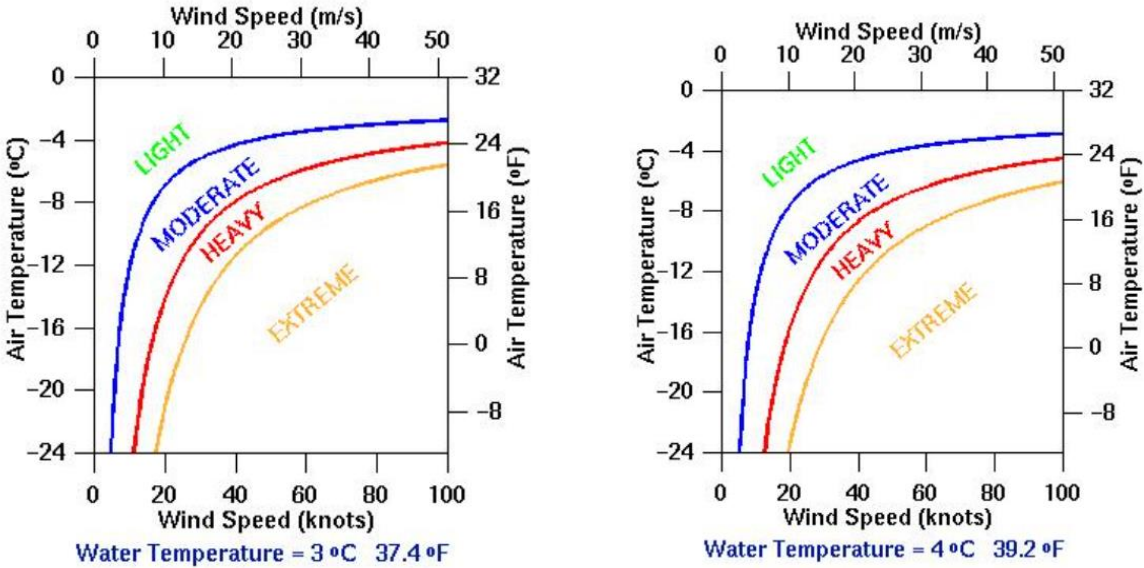 Wind Speed (m/s)
0 10 20 30 40 50
0
-4
-8
-12
-16
-20
-24
Air Temperature (oC)
32
24
16
8
0
-8
Air Temperature (oF)
LIGHT
MODERATE
HEAVY
EXTREME
0 20 40 60 80 100
Wind Speed (knots)
Water Temperature = 3 oC 37.4 oF
Wind Speed (m/s)
0 10 20 30 40 50
0
-4
-8
-12
-16
-20
-24
Air Temperature (oC)
32
24
16
8
0
-8
Air Temperature (oF)
LIGHT
MODERATE
HEAVY
EXTREME
0 20 40 60 80 100
Wind Speed (knots)
Water Temperature = 4 oC 39.2 oF